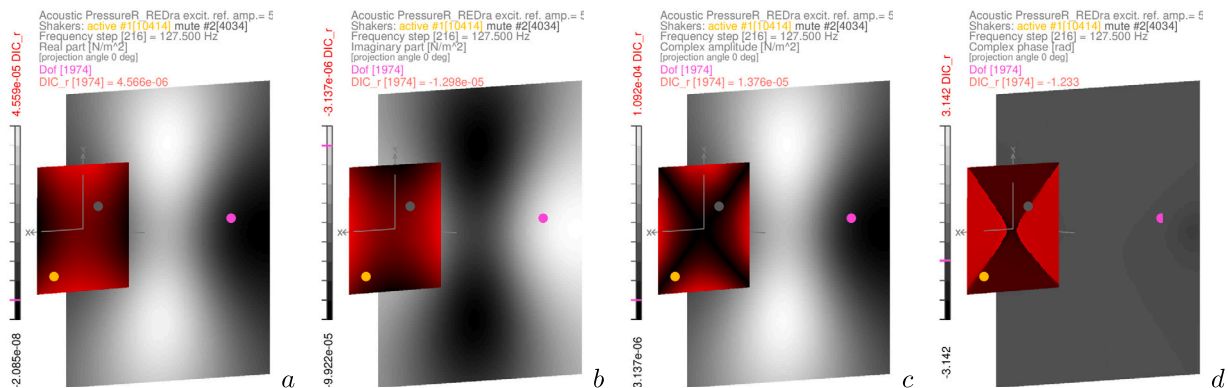 Acoustic PressureR_REDra excit. ref. amp.= 5
Shakers: active #1[10414] mute #2[4034]
Frequency step [216] = 127.500 Hz
Real part [N/m^2]
[projection angle 0 deg]
Dof [1974]
DIC_r [1974] = 4.566e-06
4.559e-05 DIC_r
-2.085e-08
x
x
a
Acoustic PressureR_REDra excit. ref. amp.= 5
Shakers: active #1[10414] mute #2[4034]
Frequency step [216] = 127.500 Hz
Imaginary part [N/m^2]
[projection angle 0 deg]
Dof [1974]
DIC_r [1974] = -1.298e-05
-3.137e-06 DIC_r
-9.922e-05
x
b
Acoustic PressureR_REDra excit. ref. amp.= 5
Shakers: active #1[10414] mute #2[4034]
Frequency step [216] = 127.500 Hz
Complex amplitude [N/m^2]
[projection angle 0 deg]
Dof [1974]
DIC_r [1974] = 1.376e-05
1.092e-04 DIC_r
3.137e-06
x
c
Acoustic PressureR_REDra excit. ref. amp.= 5
Shakers: active #1[10414] mute #2[4034]
Frequency step [216] = 127.500 Hz
Complex phase [rad]
[projection angle 0 deg]
Dof [1974]
DIC_r [1974] = -1.233
3.142 DIC_r
-3.142
x
d